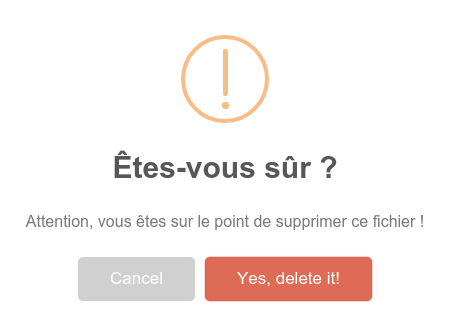 Êtes-vous sûr ?
Attention, vous êtes sur le point de supprimer ce fichier !
Cancel
Yes, delete it!